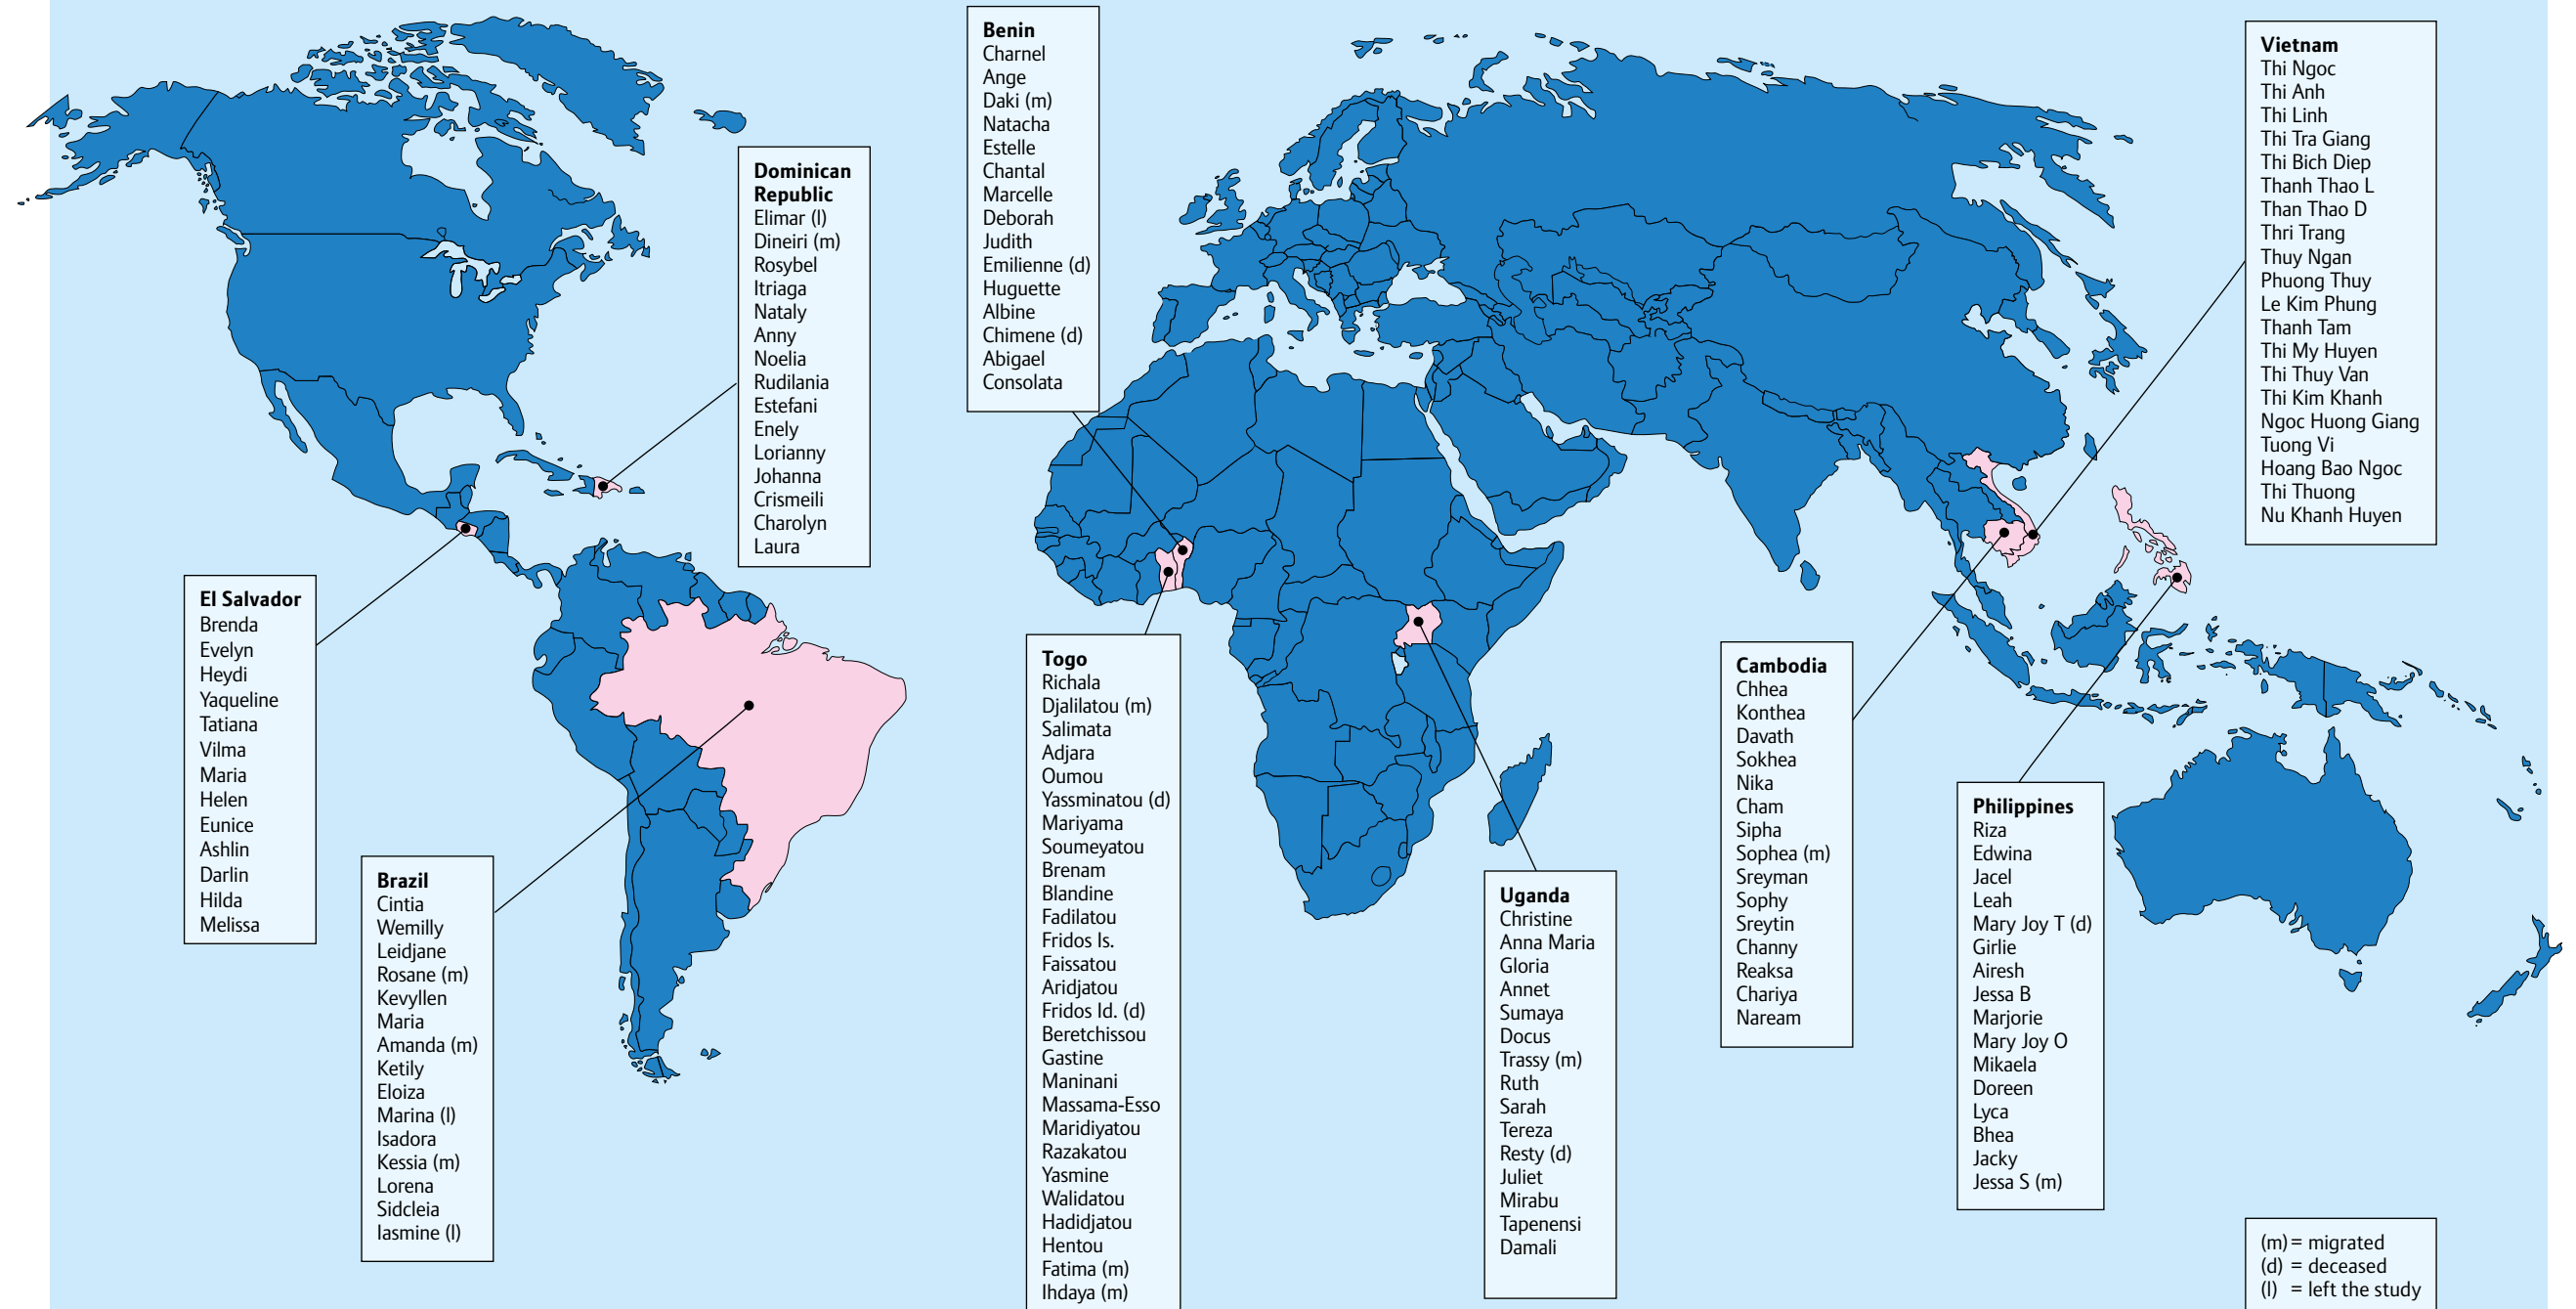 Benin
Charnel
Ange
Daki (m)
Natacha
Estelle
Chantal
Marcelle
Deborah
Judith
Emilienne (d)
Huguette
Albine
Chimene (d)
Abigael
Consolata
Vietnam
Thi Ngoc
Thi Anh
Thi Linh
Thi Tra Giang
Thi Bich Diep
Thanh Thao L
Than Thao D
Thri Trang
Thuy Ngan
Phuong Thuy
Le Kim Phung
Thanh Tam
Thi My Huyen
Thi Thuy Van
Thi Kim Khanh
Ngoc Huong Giang
Tuong Vi
Hoang Bao Ngoc
Thi Thuong
Nu Khanh Huyen
Dominican
Republic
Elimar (l)
Dineiri (m)
Rosybel
Itriaga
Nataly
Anny
Noelia
Rudilania
Estefani
Enely
Lorianny
Johanna
Crismeili
Charolyn
Laura
El Salvador
Brenda
Evelyn
Heydi
Yaqueline
Tatiana
Vilma
Maria
Helen
Eunice
Ashlin
Darlin
Hilda
Melissa
Brazil
Cintia
Wemilly
Leidjane
Rosane (m)
Kevyllen
Maria
Amanda (m)
Ketily
Eloiza
Marina (l)
Isadora
Kessia (m)
Lorena
Sidcleia
Iasmine (l)
Togo
Richala
Djalilatou (m)
Salimata
Adjara
Oumou
Yassminatou (d)
Mariyama
Soumeyatou
Brenam
Blandine
Fadilatou
Fridos Is.
Faissatou
Aridjatou
Fridos Id. (d)
Beretchissou
Gastine
Maninani
Massama-Esso
Maridiyatou
Razakatou
Yasmine
Walidatou
Hadidjatou
Hentou
Fatima (m)
Ihdaya (m)
Uganda
Christine
Anna Maria
Gloria
Annet
Sumaya
Docus
Trassy (m)
Ruth
Sarah
Tereza
Resty (d)
Juliet
Mirabu
Tapenensi
Damali
Cambodia
Chhea
Konthea
Davath
Sokhea
Nika
Cham
Sipha
Sophea (m)
Sreyman
Sophy
Sreytin
Channy
Reaksa
Chariya
Naream
Philippines
Riza
Edwina
Jacel
Leah
Mary Joy T (d)
Girlie
Airesh
Jessa B
Marjorie
Mary Joy O
Mikaela
Doreen
Lyca
Bhea
Jacky
Jessa S (m)
(m) = migrated
(d) = deceased
(l) = left the study